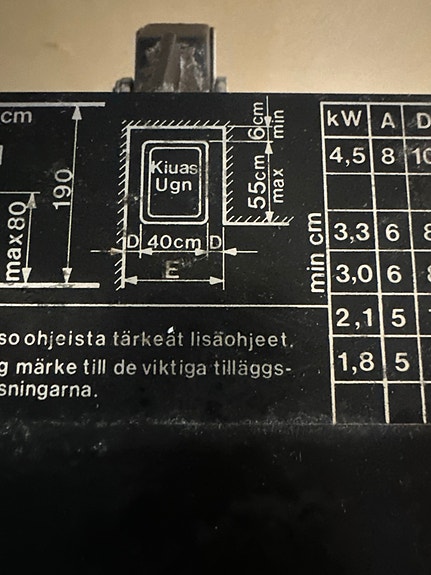 cm
190
max80
Kiuas
Ugn
6cm
min
55cm
max
D 40cm D
E
min cm
kW A D
4,5 8 10
3,3 6
3,0 6
2,1 5
1,8 5
so ohjeista tärkeät lisäohjeet.
g märke till de viktiga tilläggs-
sningarna.